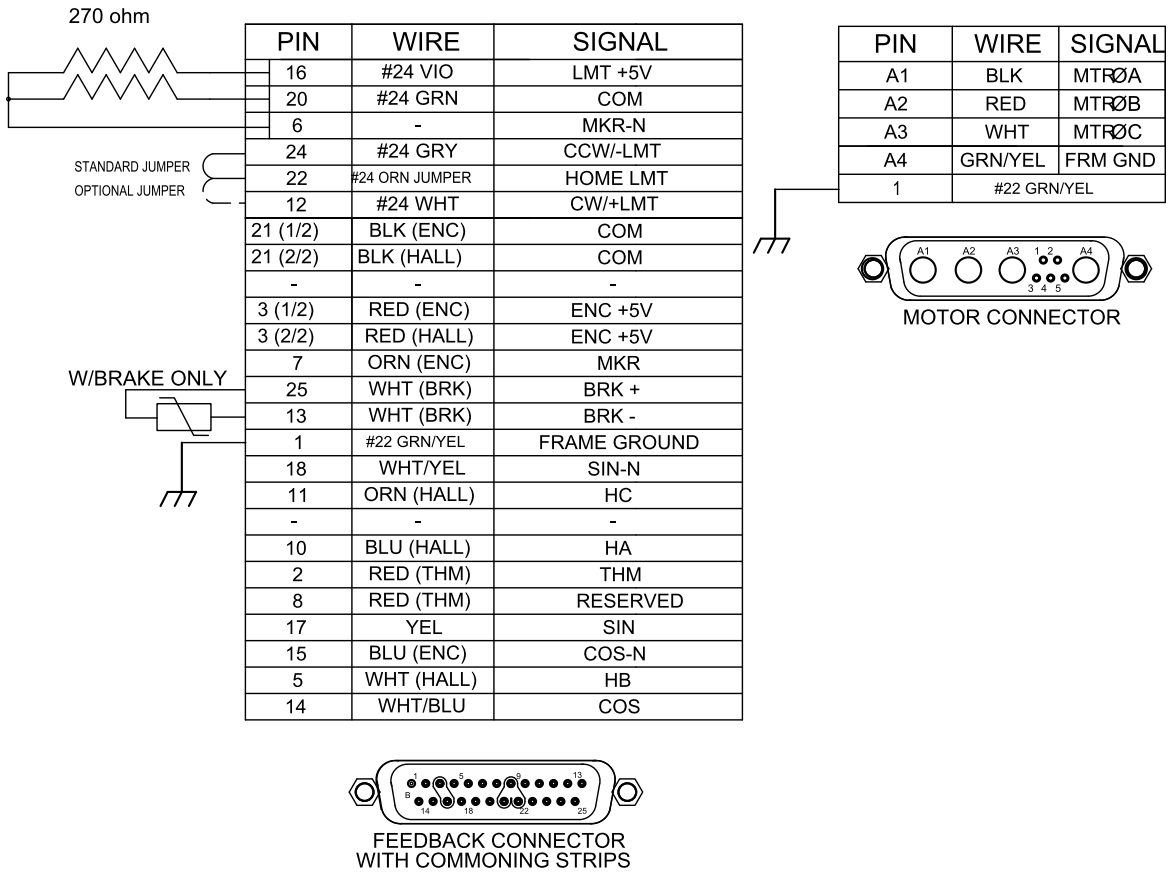 270 ohm
PIN WIRE SIGNAL
16 #24 VIO LMT +5V
20 #24 GRN COM
6 - MKR-N
24 #24 GRY CCW/-LMT
22 #24 ORN JUMPER HOME LMT
12 #24 WHT CW/+LMT
21 (1/2) BLK (ENC) COM
21 (2/2) BLK (HALL) COM
- - -
3 (1/2) RED (ENC) ENC +5V
3 (2/2) RED (HALL) ENC +5V
7 ORN (ENC) MKR
25 WHT (BRK) BRK +
13 WHT (BRK) BRK -
1 #22 GRN/YEL FRAME GROUND
18 WHT/YEL SIN-N
11 ORN (HALL) HC
- - -
10 BLU (HALL) HA
2 RED (THM) THM
8 RED (THM) RESERVED
17 YEL SIN
15 BLU (ENC) COS-N
5 WHT (HALL) HB
14 WHT/BLU COS
STANDARD JUMPER
OPTIONAL JUMPER
W/BRAKE ONLY
1 5 9 13
B
14 18 22 25
FEEDBACK CONNECTOR
WITH COMMONING STRIPS
PIN WIRE SIGNAL
A1 BLK MTRØA
A2 RED MTRØB
A3 WHT MTRØC
A4 GRN/YEL FRM GND
1 #22 GRN/YEL
A1 A2 A3 1 2 A4
3 4 5
MOTOR CONNECTOR